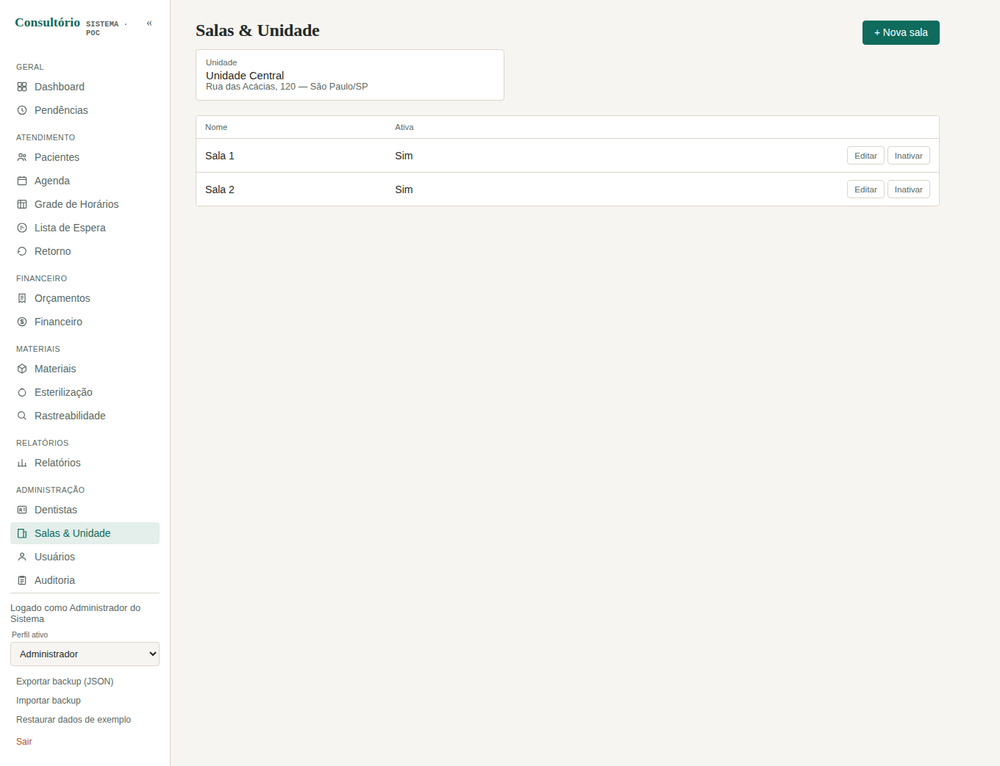 Consultório SISTEMA ·
POC
«
GERAL
Dashboard
Pendências
ATENDIMENTO
Pacientes
Agenda
Grade de Horários
Lista de Espera
Retorno
FINANCEIRO
Orçamentos
Financeiro
MATERIAIS
Materiais
Esterilização
Rastreabilidade
RELATÓRIOS
Relatórios
ADMINISTRAÇÃO
Dentistas
Salas & Unidade
Usuários
Auditoria
Logado como Administrador do
Sistema
Perfil ativo
Administrador
Exportar backup (JSON)
Importar backup
Restaurar dados de exemplo
Sair
Salas & Unidade
+ Nova sala
Unidade
Unidade Central
Rua das Acácias, 120 — São Paulo/SP
Nome Ativa
Sala 1 Sim Editar Inativar
Sala 2 Sim Editar Inativar